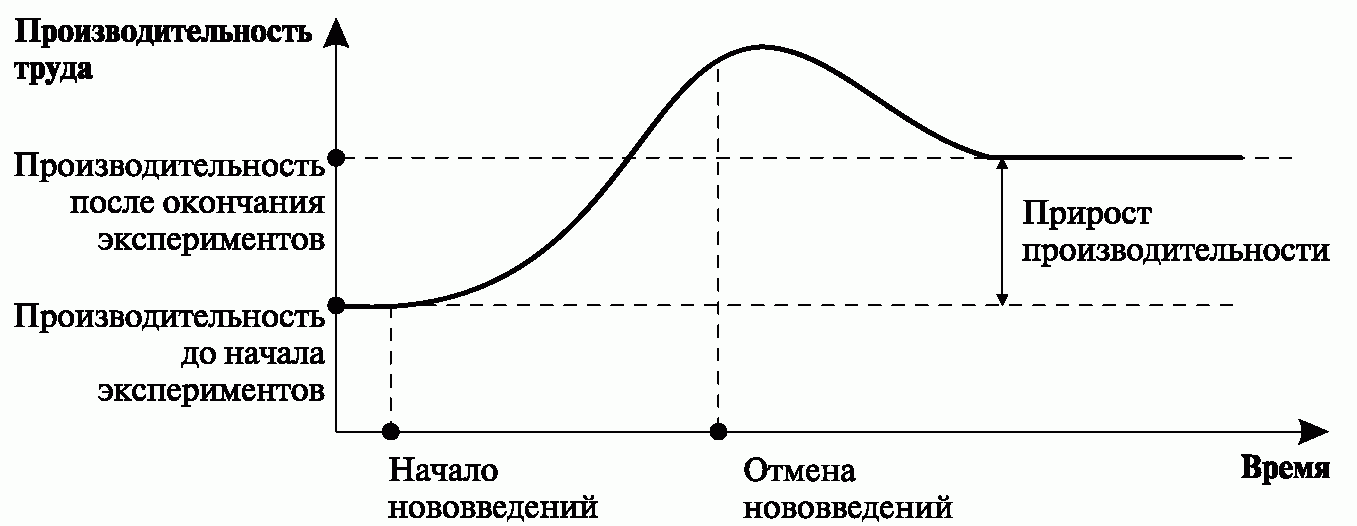 Производительность
труда
Производительность
после окончания
экспериментов
Прирост
производительности
Производительность
до начала
экспериментов
Начало
нововведений
Отмена
нововведений
Время